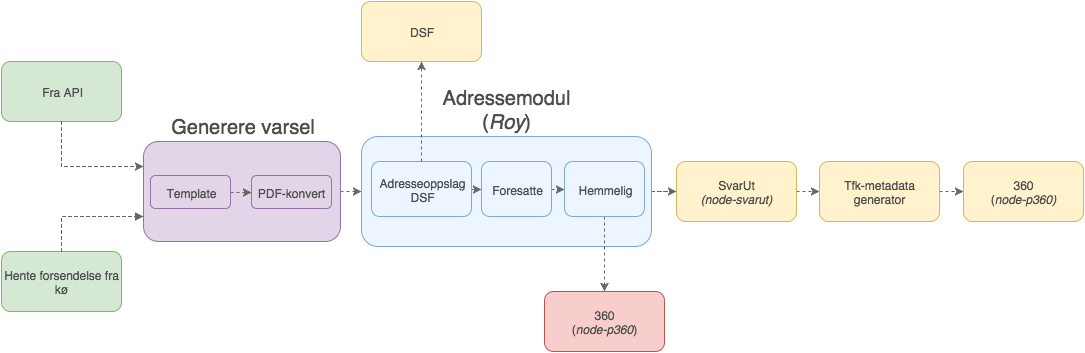 DSF
Fra API
Adressemodul
(Roy)
Generere varsel
Template
PDF-konvert
Adresseoppslag
DSF
Foresatte
Hemmelig
SvarUt
(node-svarut)
Tfk-metadata
generator
360
(node-p360)
Hente forsendelse fra
kø
360
(node-p360)